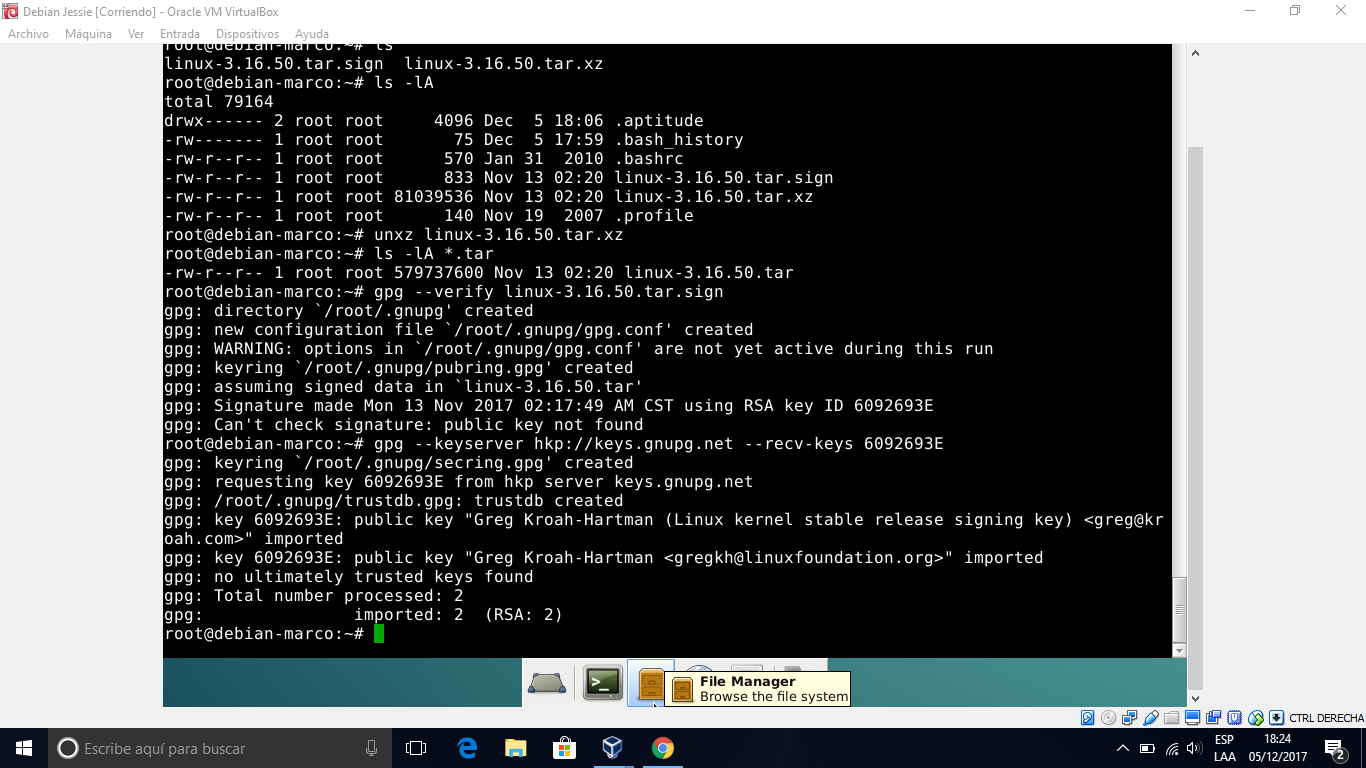 Debian Jessie [Corriendo] - Oracle VM VirtualBox
Archivo Máquina Ver Entrada Dispositivos Ayuda
root@debian-marco:~# ls
linux-3.16.50.tar.sign  linux-3.16.50.tar.xz
root@debian-marco:~# ls -lA
total 79164
drwx------ 2 root root     4096 Dec  5 18:06 .aptitude
-rw------- 1 root root       75 Dec  5 17:59 .bash_history
-rw-r--r-- 1 root root      570 Jan 31  2010 .bashrc
-rw-r--r-- 1 root root      833 Nov 13 02:20 linux-3.16.50.tar.sign
-rw-r--r-- 1 root root 81039536 Nov 13 02:20 linux-3.16.50.tar.xz
-rw-r--r-- 1 root root      140 Nov 19  2007 .profile
root@debian-marco:~# unxz linux-3.16.50.tar.xz
root@debian-marco:~# ls -lA *.tar
-rw-r--r-- 1 root root 579737600 Nov 13 02:20 linux-3.16.50.tar
root@debian-marco:~# gpg --verify linux-3.16.50.tar.sign
gpg: directory `/root/.gnupg' created
gpg: new configuration file `/root/.gnupg/gpg.conf' created
gpg: WARNING: options in `/root/.gnupg/gpg.conf' are not yet active during this run
gpg: keyring `/root/.gnupg/pubring.gpg' created
gpg: assuming signed data in `linux-3.16.50.tar'
gpg: Signature made Mon 13 Nov 2017 02:17:49 AM CST using RSA key ID 6092693E
gpg: Can't check signature: public key not found
root@debian-marco:~# gpg --keyserver hkp://keys.gnupg.net --recv-keys 6092693E
gpg: keyring `/root/.gnupg/secring.gpg' created
gpg: requesting key 6092693E from hkp server keys.gnupg.net
gpg: /root/.gnupg/trustdb.gpg: trustdb created
gpg: key 6092693E: public key "Greg Kroah-Hartman (Linux kernel stable release signing key) <greg@kr
oah.com>" imported
gpg: key 6092693E: public key "Greg Kroah-Hartman <gregkh@linuxfoundation.org>" imported
gpg: no ultimately trusted keys found
gpg: Total number processed: 2
gpg:               imported: 2  (RSA: 2)
root@debian-marco:~#
File Manager
Browse the file system
CTRL DERECHA
Escribe aquí para buscar
ESP
LAA
18:24
05/12/2017
2